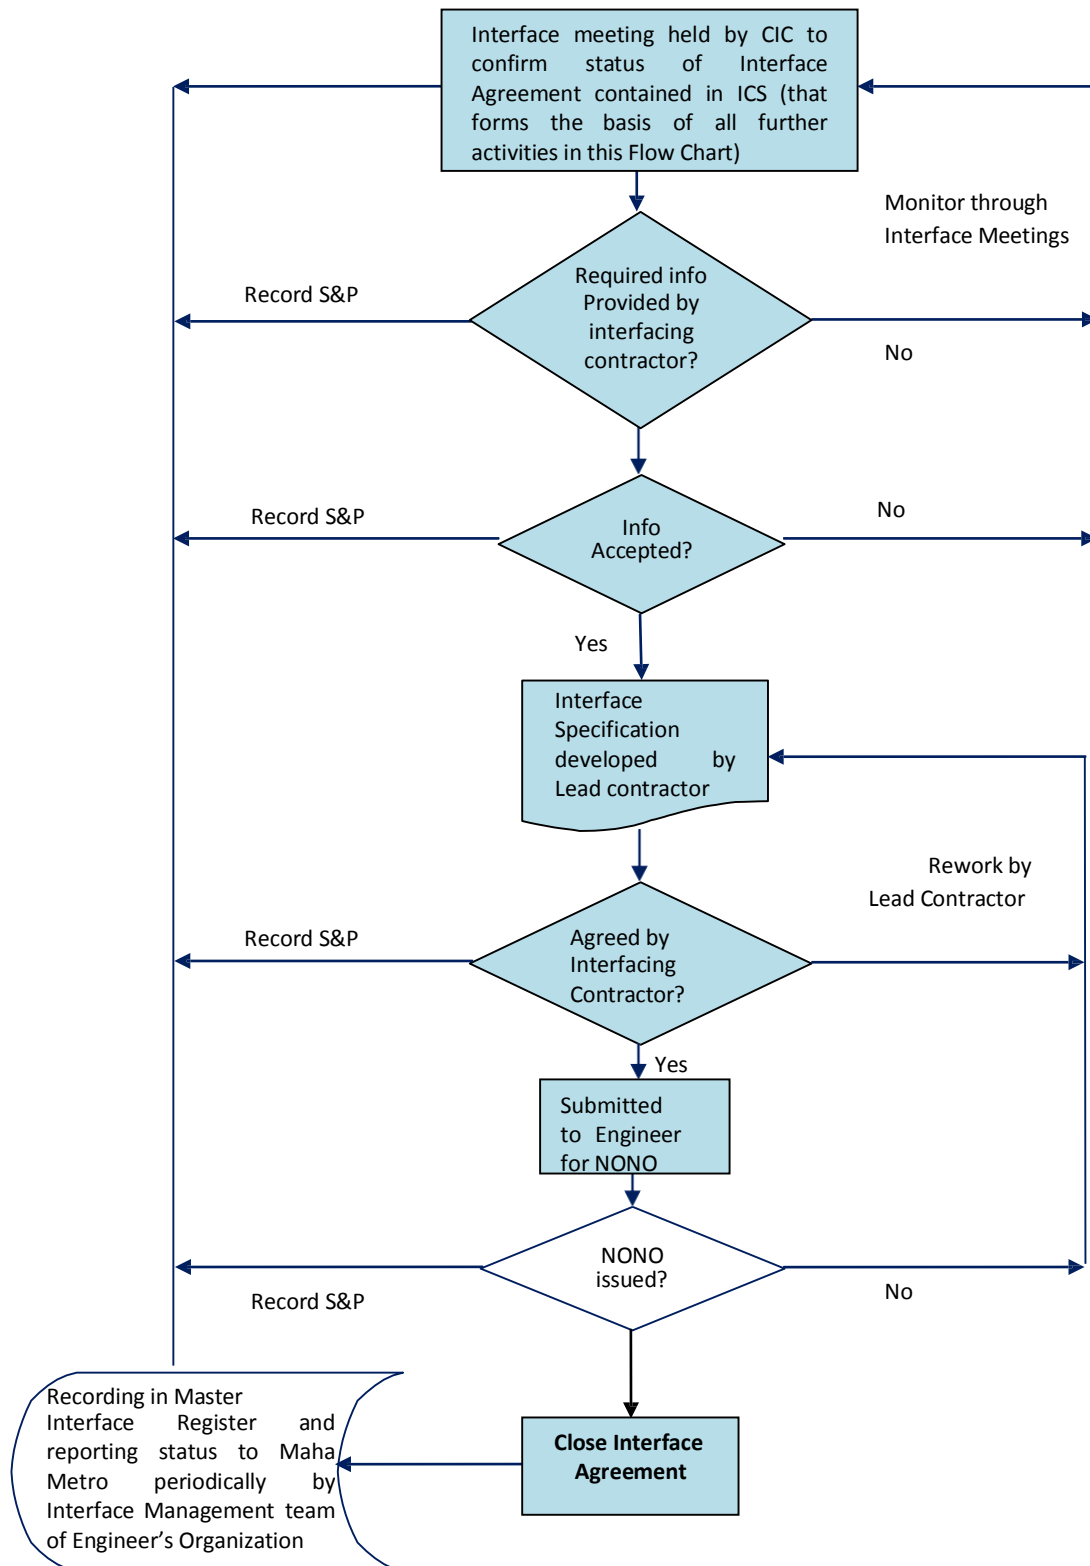 Interface meeting held by CIC to
confirm status of Interface
Agreement contained in ICS (that
forms the basis of all further
activities in this Flow Chart)
Monitor through
Interface Meetings
Required info
Provided by
interfacing
contractor?
Record S&P
No
Info
Accepted?
Record S&P
No
Yes
Interface
Specification
developed by
Lead contractor
Rework by
Lead Contractor
Agreed by
Interfacing
Contractor?
Record S&P
Yes
Submitted
to Engineer
for NONO
NONO
issued?
Record S&P
No
Close Interface
Agreement
Recording in Master
Interface Register and
reporting status to Maha
Metro periodically by
Interface Management team
of Engineer’s Organization